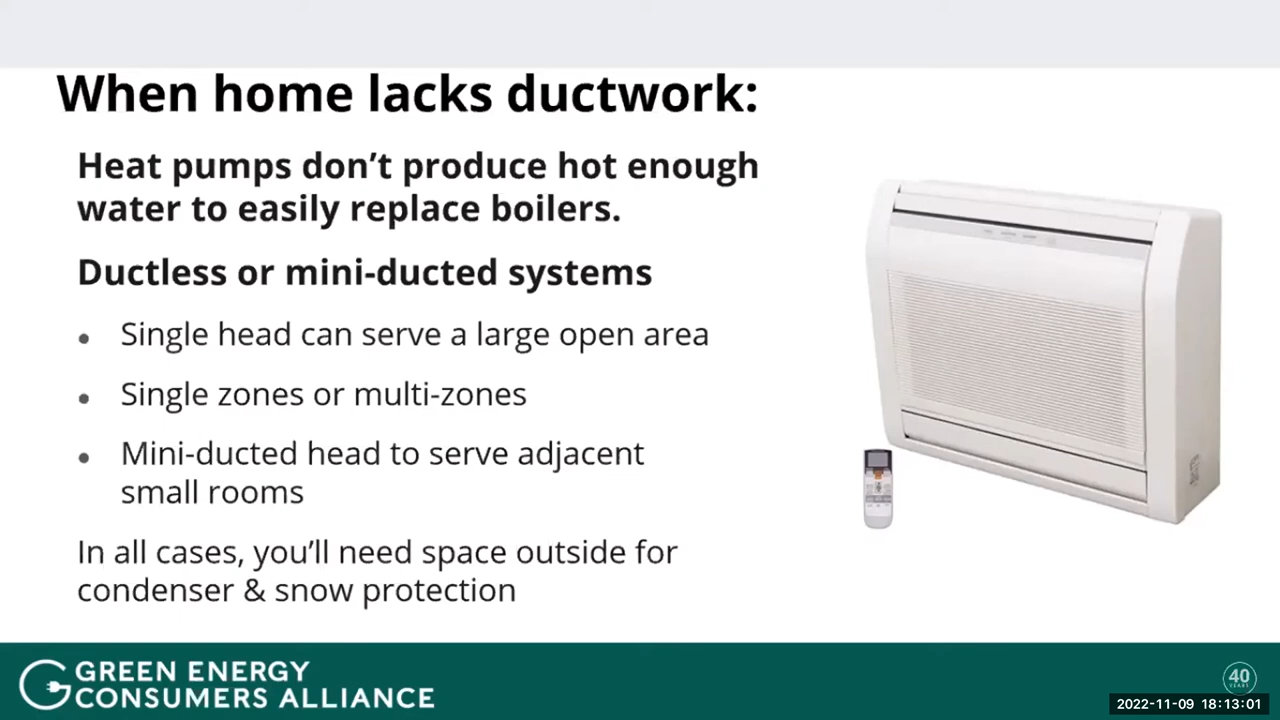 When home lacks ductwork:
Heat pumps don’t produce hot enough
water to easily replace boilers.
Ductless or mini-ducted systems
• Single head can serve a large open area
• Single zones or multi-zones
• Mini-ducted head to serve adjacent
small rooms
In all cases, you’ll need space outside for
condenser & snow protection
GREEN ENERGY
CONSUMERS ALLIANCE
40
YEARS
2022-11-09 18:13:01